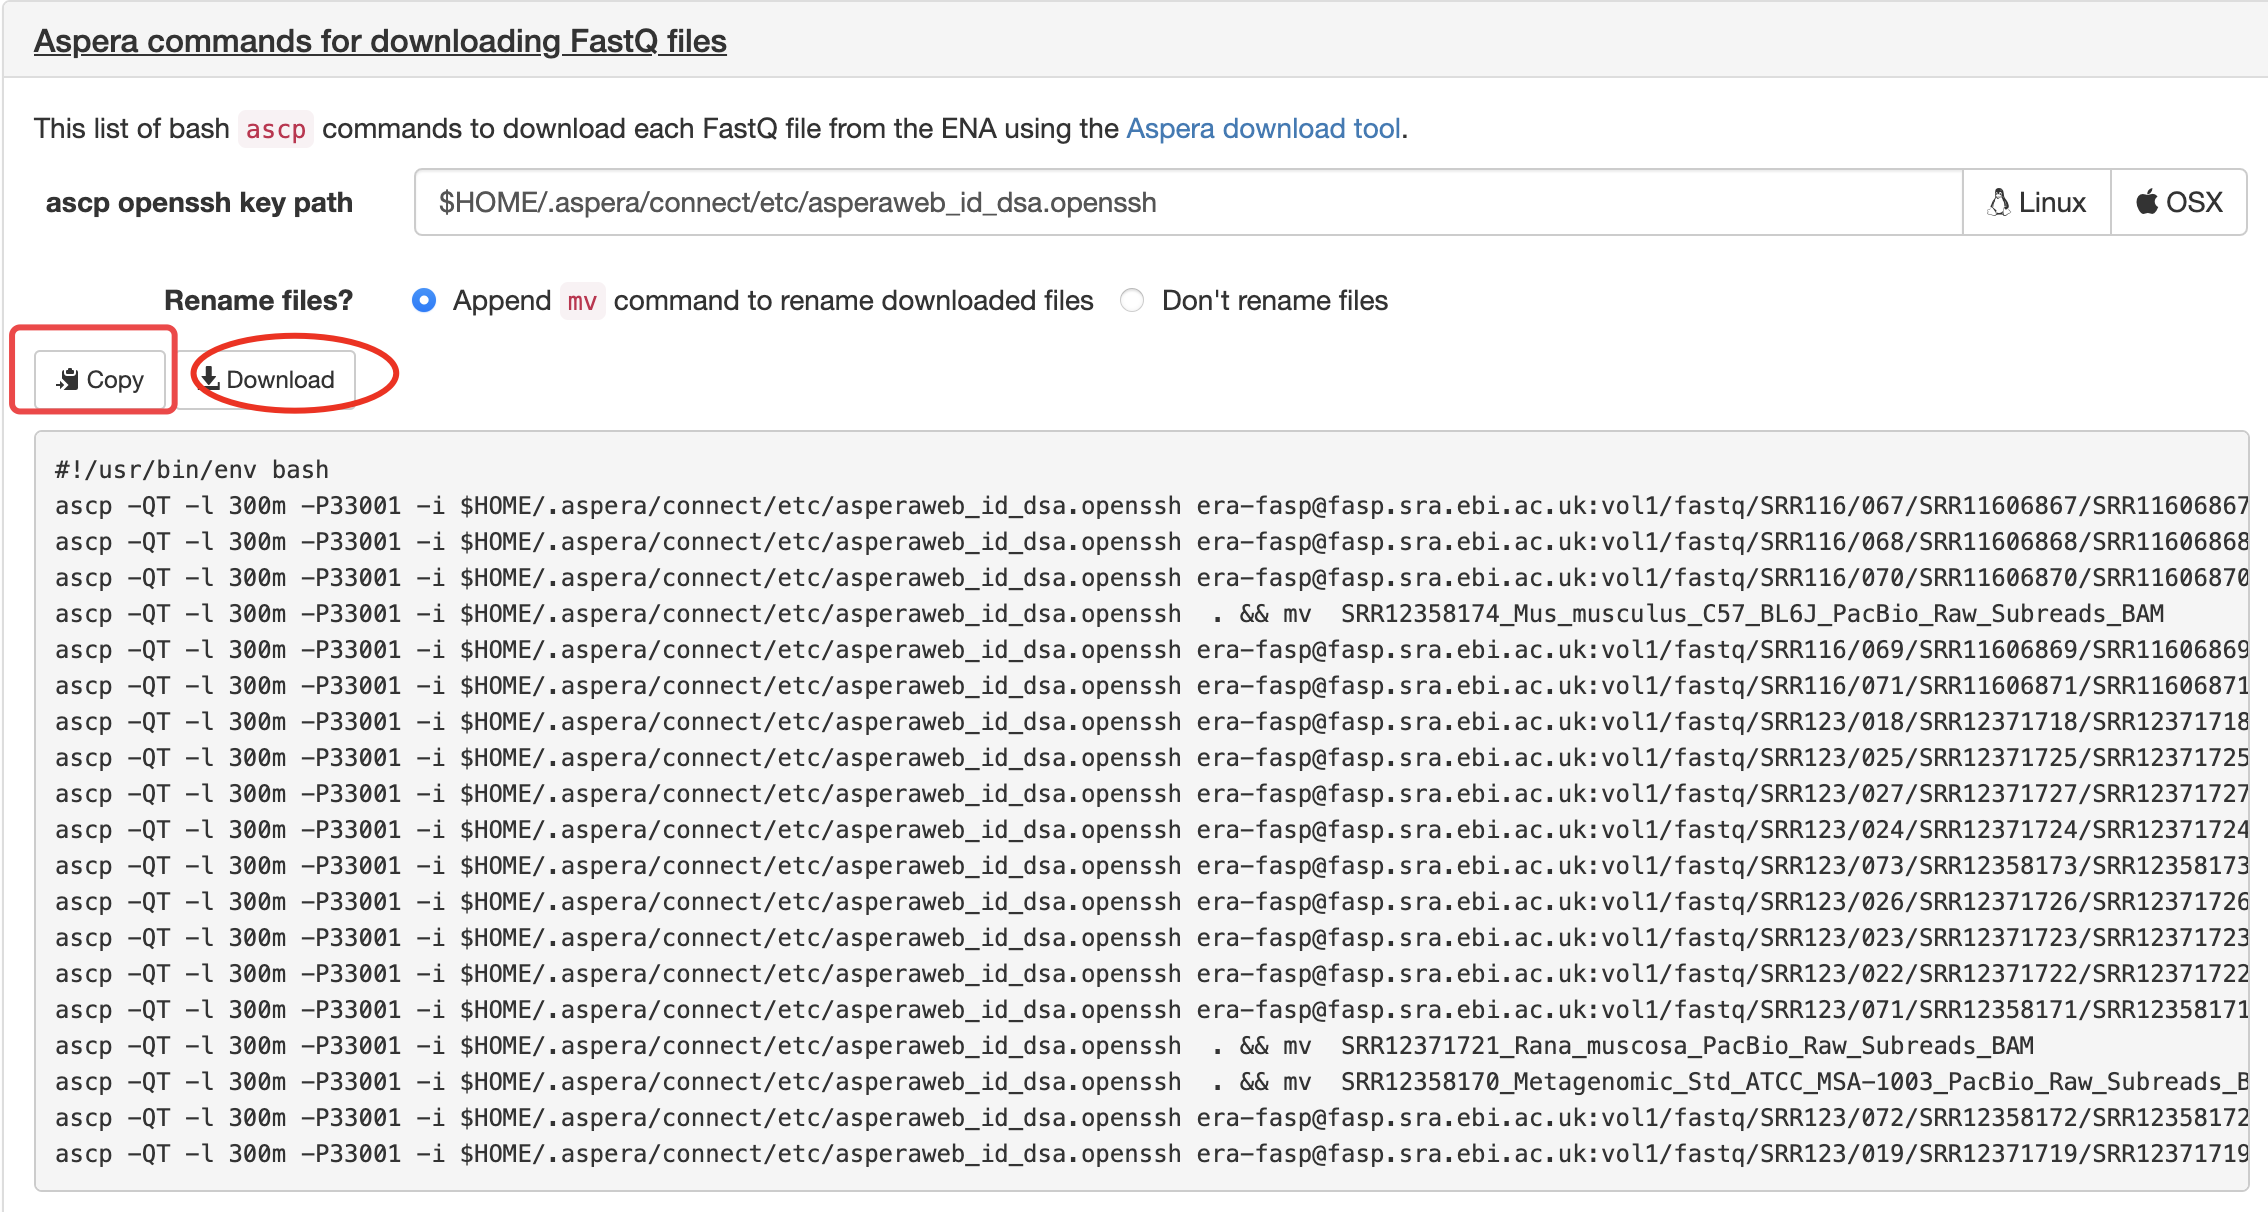 Aspera commands for downloading FastQ files
This list of bash ascp commands to download each FastQ file from the ENA using the Aspera download tool.
ascp openssh key path $HOME/.aspera/connect/etc/asperaweb_id_dsa.openssh Linux OSX
Rename files? Append mv command to rename downloaded files Don't rename files
Copy Download
#!/usr/bin/env bash
ascp -QT -l 300m -P33001 -i $HOME/.aspera/connect/etc/asperaweb_id_dsa.openssh era-fasp@fasp.sra.ebi.ac.uk:vol1/fastq/SRR116/067/SRR11606867/SRR11606867
ascp -QT -l 300m -P33001 -i $HOME/.aspera/connect/etc/asperaweb_id_dsa.openssh era-fasp@fasp.sra.ebi.ac.uk:vol1/fastq/SRR116/068/SRR11606868/SRR11606868
ascp -QT -l 300m -P33001 -i $HOME/.aspera/connect/etc/asperaweb_id_dsa.openssh era-fasp@fasp.sra.ebi.ac.uk:vol1/fastq/SRR116/070/SRR11606870/SRR11606870
ascp -QT -l 300m -P33001 -i $HOME/.aspera/connect/etc/asperaweb_id_dsa.openssh . && mv SRR12358174_Mus_musculus_C57_BL6J_PacBio_Raw_Subreads_BAM
ascp -QT -l 300m -P33001 -i $HOME/.aspera/connect/etc/asperaweb_id_dsa.openssh era-fasp@fasp.sra.ebi.ac.uk:vol1/fastq/SRR116/069/SRR11606869/SRR11606869
ascp -QT -l 300m -P33001 -i $HOME/.aspera/connect/etc/asperaweb_id_dsa.openssh era-fasp@fasp.sra.ebi.ac.uk:vol1/fastq/SRR116/071/SRR11606871/SRR11606871
ascp -QT -l 300m -P33001 -i $HOME/.aspera/connect/etc/asperaweb_id_dsa.openssh era-fasp@fasp.sra.ebi.ac.uk:vol1/fastq/SRR123/018/SRR12371718/SRR12371718
ascp -QT -l 300m -P33001 -i $HOME/.aspera/connect/etc/asperaweb_id_dsa.openssh era-fasp@fasp.sra.ebi.ac.uk:vol1/fastq/SRR123/025/SRR12371725/SRR12371725
ascp -QT -l 300m -P33001 -i $HOME/.aspera/connect/etc/asperaweb_id_dsa.openssh era-fasp@fasp.sra.ebi.ac.uk:vol1/fastq/SRR123/027/SRR12371727/SRR12371727
ascp -QT -l 300m -P33001 -i $HOME/.aspera/connect/etc/asperaweb_id_dsa.openssh era-fasp@fasp.sra.ebi.ac.uk:vol1/fastq/SRR123/024/SRR12371724/SRR12371724
ascp -QT -l 300m -P33001 -i $HOME/.aspera/connect/etc/asperaweb_id_dsa.openssh era-fasp@fasp.sra.ebi.ac.uk:vol1/fastq/SRR123/073/SRR12358173/SRR12358173
ascp -QT -l 300m -P33001 -i $HOME/.aspera/connect/etc/asperaweb_id_dsa.openssh era-fasp@fasp.sra.ebi.ac.uk:vol1/fastq/SRR123/026/SRR12371726/SRR12371726
ascp -QT -l 300m -P33001 -i $HOME/.aspera/connect/etc/asperaweb_id_dsa.openssh era-fasp@fasp.sra.ebi.ac.uk:vol1/fastq/SRR123/023/SRR12371723/SRR12371723
ascp -QT -l 300m -P33001 -i $HOME/.aspera/connect/etc/asperaweb_id_dsa.openssh era-fasp@fasp.sra.ebi.ac.uk:vol1/fastq/SRR123/022/SRR12371722/SRR12371722
ascp -QT -l 300m -P33001 -i $HOME/.aspera/connect/etc/asperaweb_id_dsa.openssh era-fasp@fasp.sra.ebi.ac.uk:vol1/fastq/SRR123/071/SRR12358171/SRR12358171
ascp -QT -l 300m -P33001 -i $HOME/.aspera/connect/etc/asperaweb_id_dsa.openssh . && mv SRR12371721_Rana_muscosa_PacBio_Raw_Subreads_BAM
ascp -QT -l 300m -P33001 -i $HOME/.aspera/connect/etc/asperaweb_id_dsa.openssh . && mv SRR12358170_Metagenomic_Std_ATCC_MSA-1003_PacBio_Raw_Subreads_B
ascp -QT -l 300m -P33001 -i $HOME/.aspera/connect/etc/asperaweb_id_dsa.openssh era-fasp@fasp.sra.ebi.ac.uk:vol1/fastq/SRR123/072/SRR12358172/SRR12358172
ascp -QT -l 300m -P33001 -i $HOME/.aspera/connect/etc/asperaweb_id_dsa.openssh era-fasp@fasp.sra.ebi.ac.uk:vol1/fastq/SRR123/019/SRR12371719/SRR12371719